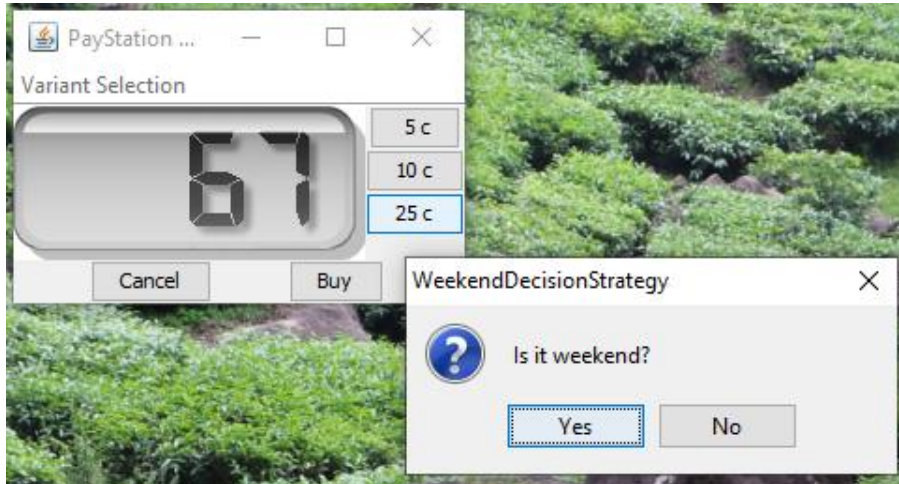 PayStation ...
Variant Selection
67
5 c
10 c
25 c
Cancel Buy
WeekendDecisionStrategy
Is it weekend?
Yes No